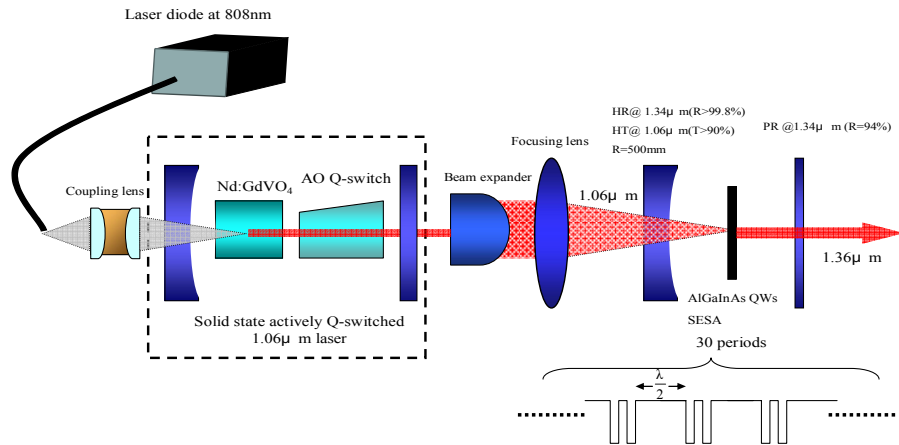 Laser diode at 808nm
HR@ 1.34μ m(R>99.8%)
HT@ 1.06μ m(T>90%)
R=500mm
PR @1.34μ m (R=94%)
Focusing lens
Coupling lens
Nd:GdVO4
AO Q-switch
Beam expander
1.06μ m
1.36μ m
AlGaInAs QWs
SESA
30 periods
Solid state actively Q-switched
1.06μ m laser
λ
2